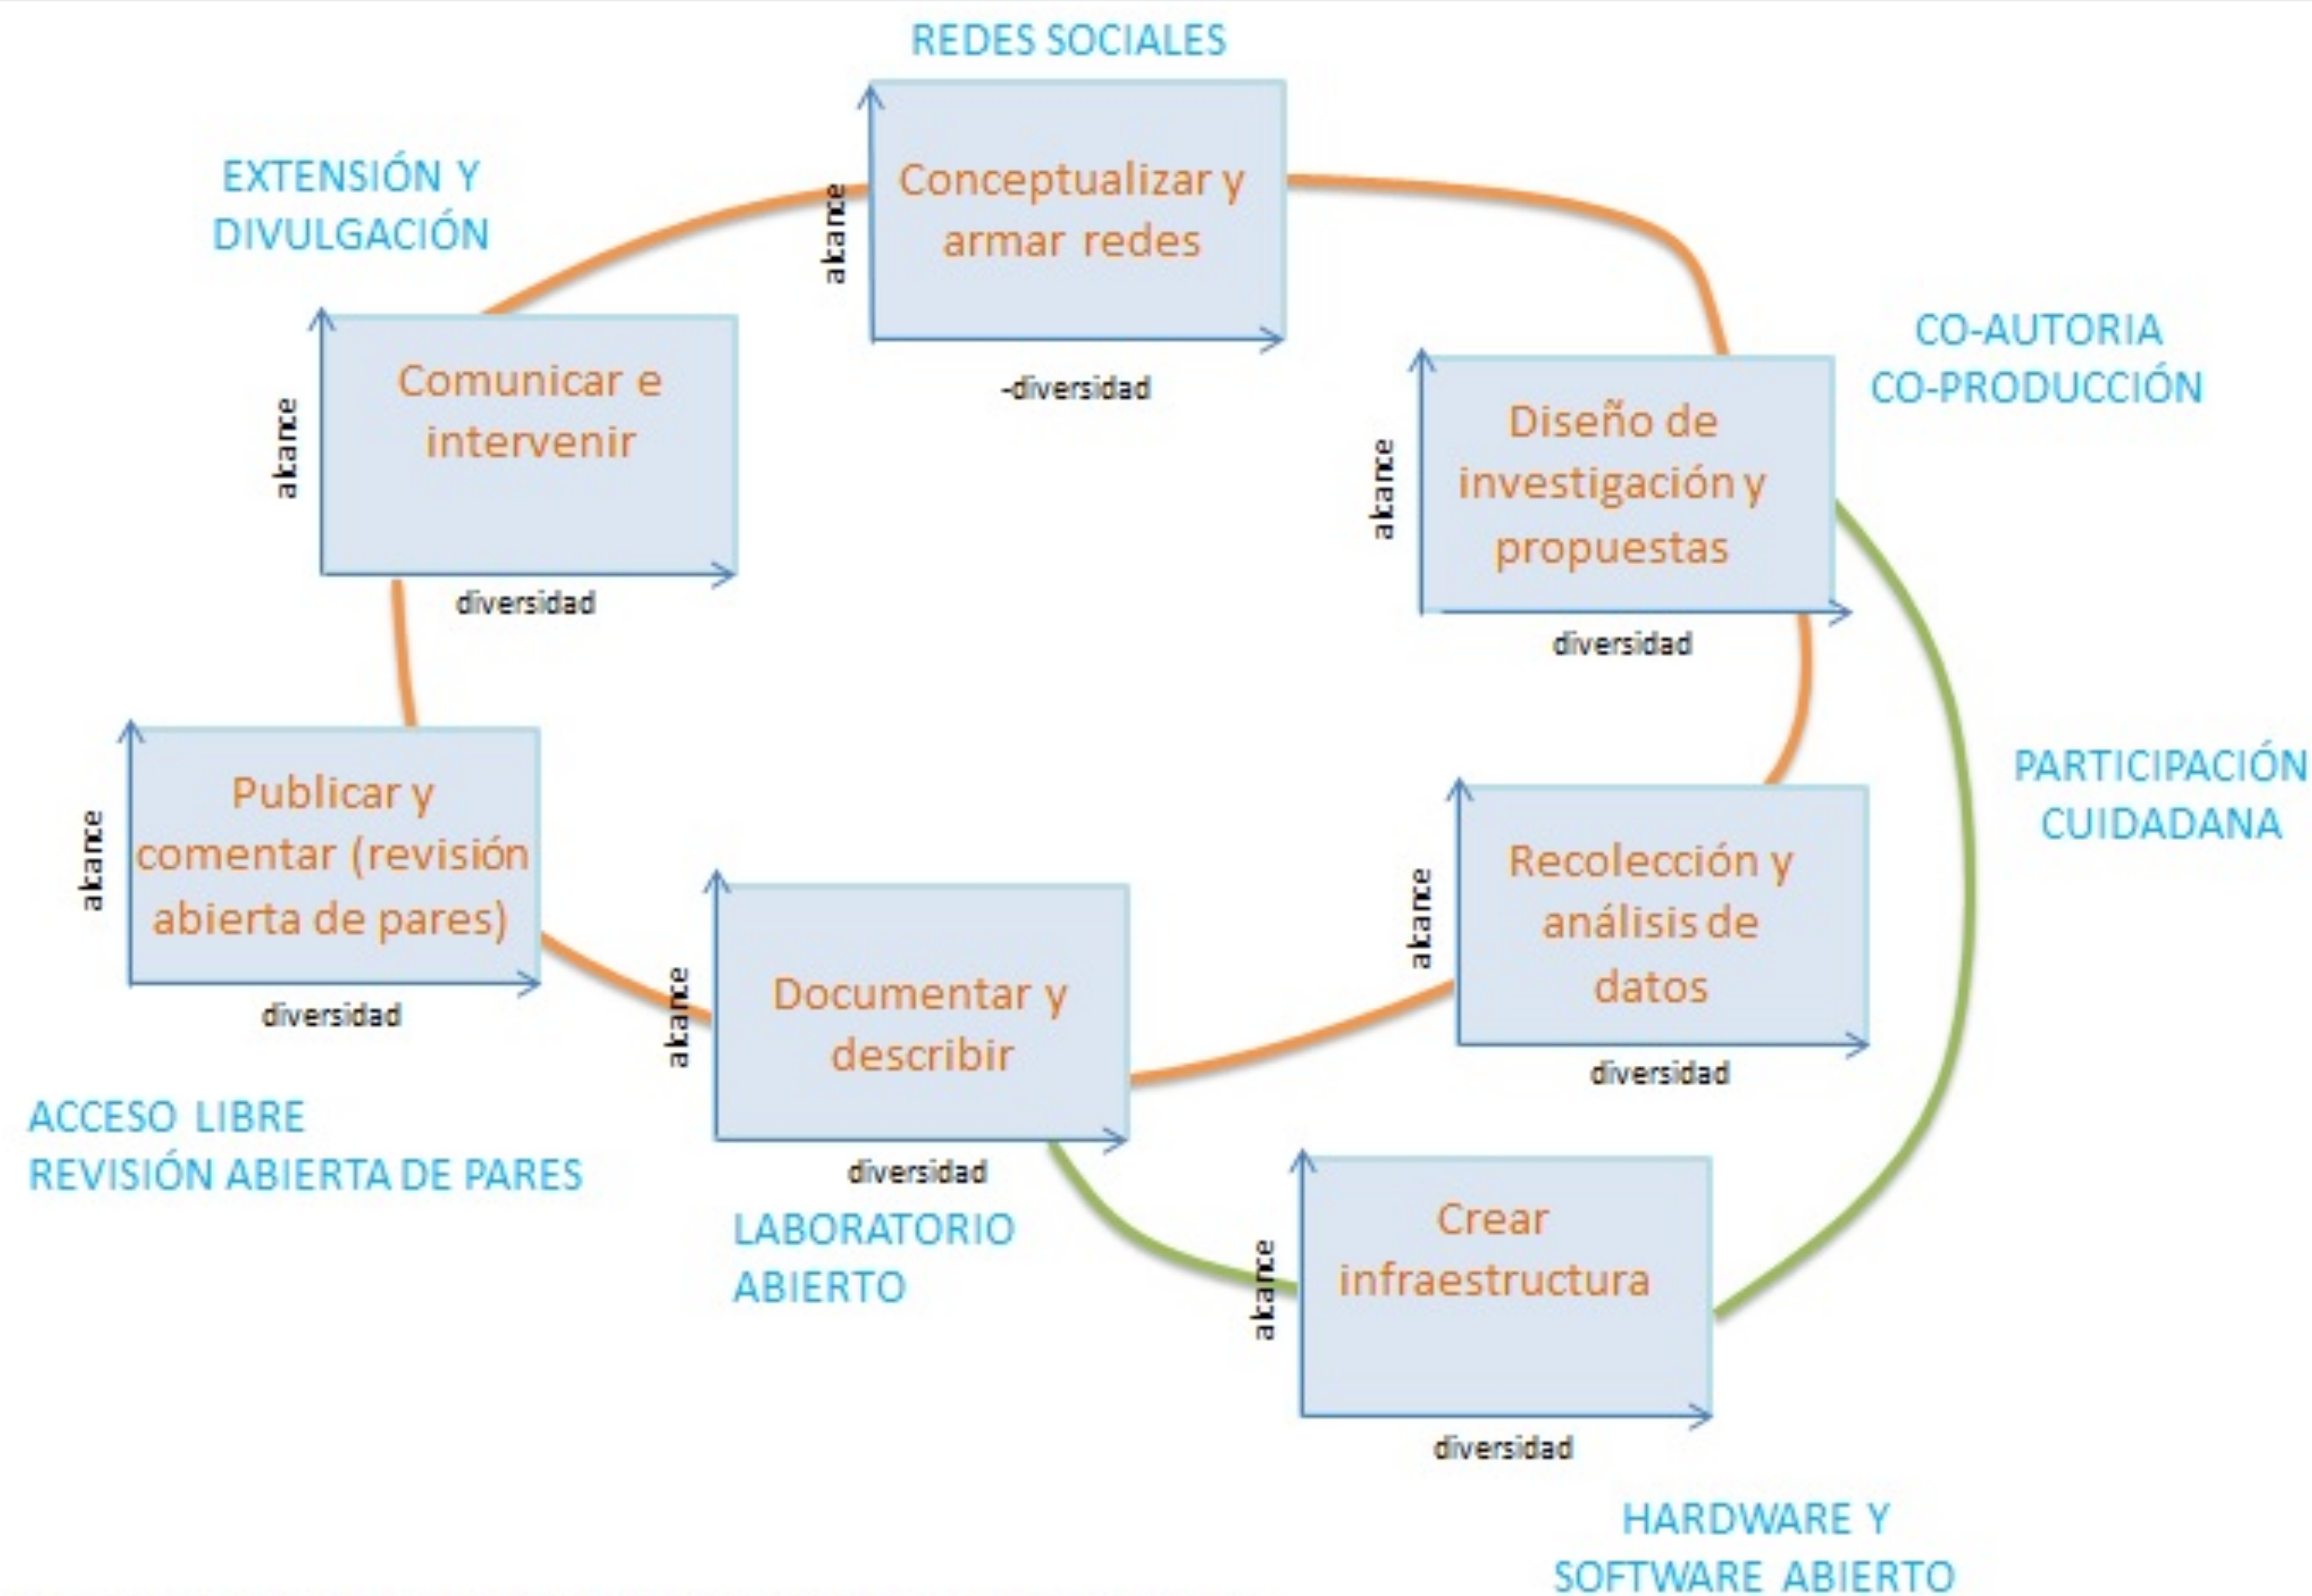 REDES SOCIALES
alcance
Conceptualizar y
armar redes
-diversidad
EXTENSIÓN Y
DIVULGACIÓN
alcance
Comunicar e
intervenir
diversidad
CO-AUTORIA
CO-PRODUCCIÓN
alcance
Diseño de
investigación y
propuestas
diversidad
PARTICIPACIÓN
CUIDADANA
alcance
Recolección y
análisis de
datos
diversidad
alcance
Publicar y
comentar (revisión
abierta de pares)
diversidad
ACCESO LIBRE
REVISIÓN ABIERTA DE PARES
alcance
Documentar y
describir
diversidad
LABORATORIO
ABIERTO
alcance
Crear
infraestructura
diversidad
HARDWARE Y
SOFTWARE ABIERTO